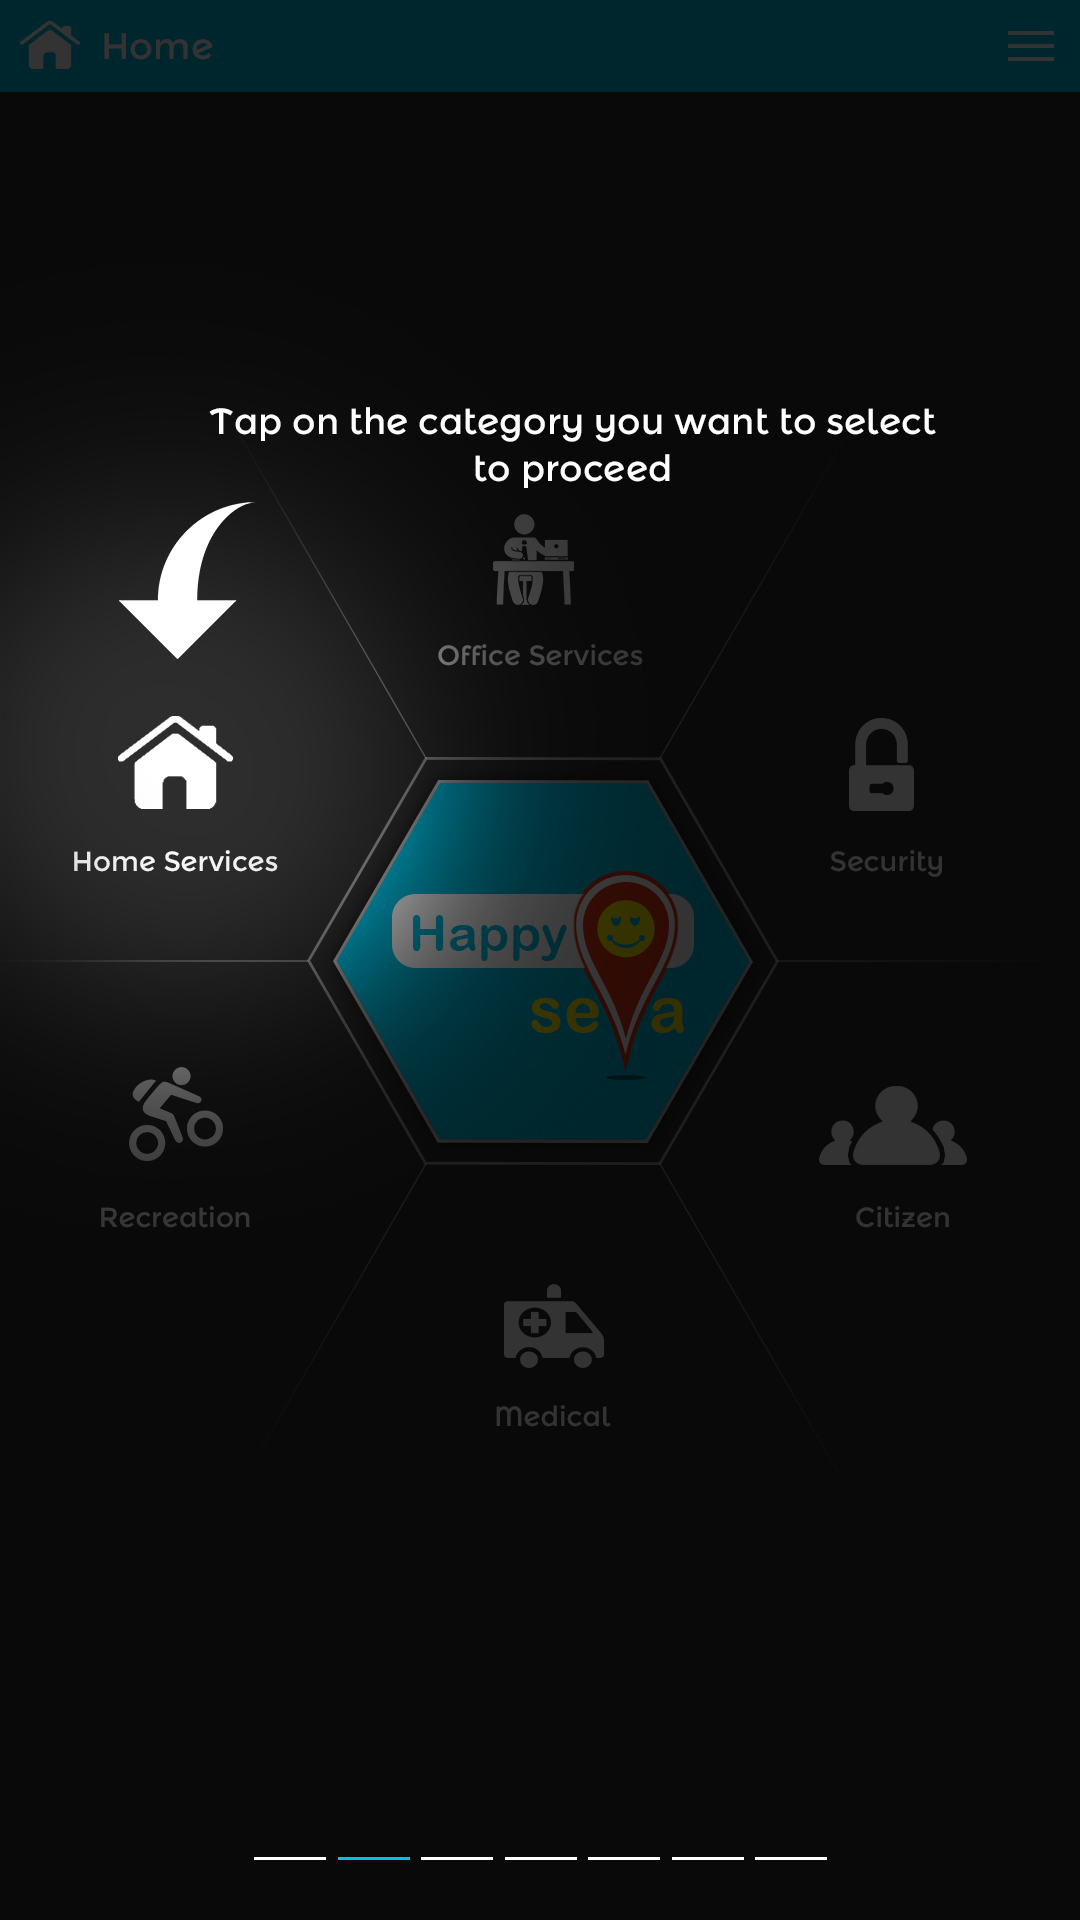 Home
Tap on the category you want to select
to proceed
Office Services
Home Services
Security
Happy
seva
Recreation
Citizen
Medical